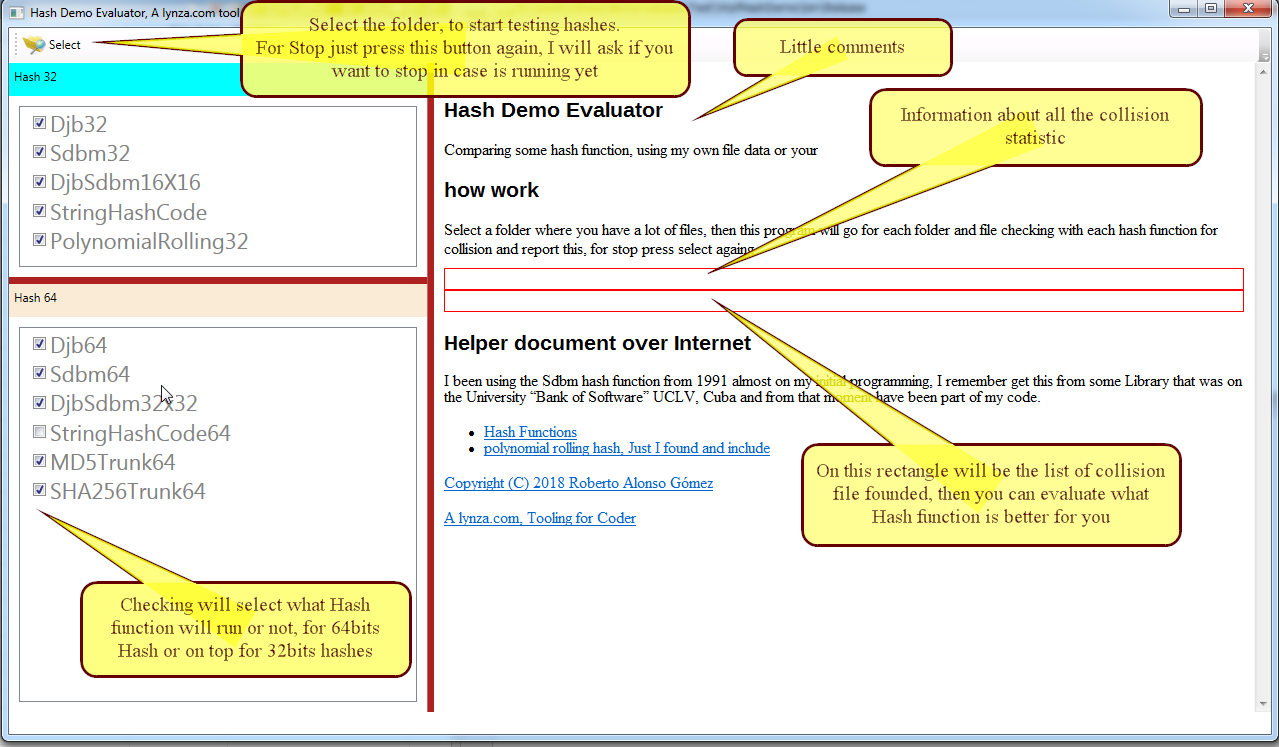 Hash Demo Evaluator, A lynza.com tool
Select
Select the folder, to start testing hashes.
For Stop just press this button again, I will ask if you
want to stop in case is running yet
Little comments
Information about all the collision
statistic
Hash 32
Djb32
Sdbm32
DjbSdbm16X16
StringHashCode
PolynomialRolling32
Hash 64
Djb64
Sdbm64
DjbSdbm32X32
StringHashCode64
MD5Trunk64
SHA256Trunk64
Checking will select what Hash
function will run or not, for 64bits
Hash or on top for 32bits hashes
Hash Demo Evaluator
Comparing some hash function, using my own file data or your
how work
Select a folder where you have a lot of files, then this program will go for each folder and file checking with each hash function for
collision and report this, for stop press select againg
Helper document over Internet
I been using the Sdbm hash function from 1991 almost on my initial programming, I remember get this from some Library that was on
the University “Bank of Software” UCLV, Cuba and from that moment have been part of my code.
Hash Functions
polynomial rolling hash, Just I found and include
Copyright (C) 2018 Roberto Alonso Gómez
A lynza.com, Tooling for Coder
On this rectangle will be the list of collision
file founded, then you can evaluate what
Hash function is better for you